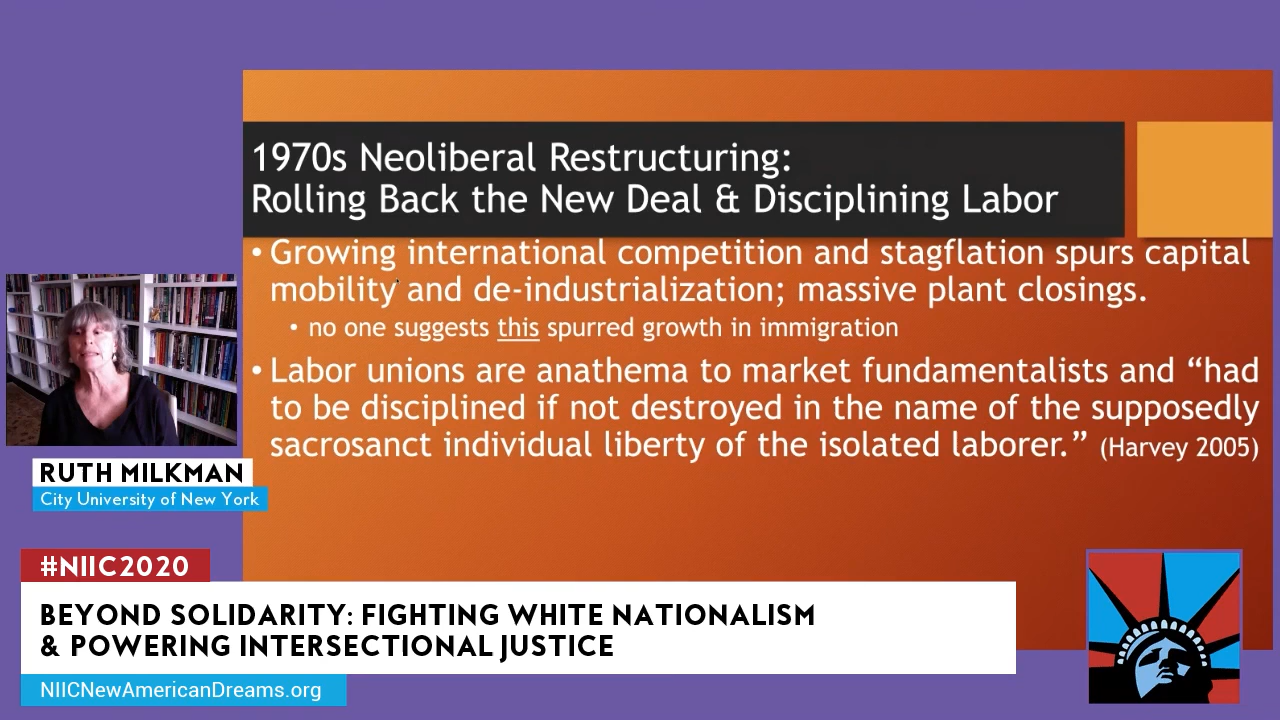 1970s Neoliberal Restructuring:
Rolling Back the New Deal & Disciplining Labor
• Growing international competition and stagflation spurs capital
mobility and de-industrialization; massive plant closings.
• no one suggests this spurred growth in immigration
• Labor unions are anathema to market fundamentalists and “had
to be disciplined if not destroyed in the name of the supposedly
sacrosanct individual liberty of the isolated laborer.” (Harvey 2005)
RUTH MILKMAN
City University of New York
#NIIC2020
BEYOND SOLIDARITY: FIGHTING WHITE NATIONALISM
& POWERING INTERSECTIONAL JUSTICE
NIICNewAmericanDreams.org